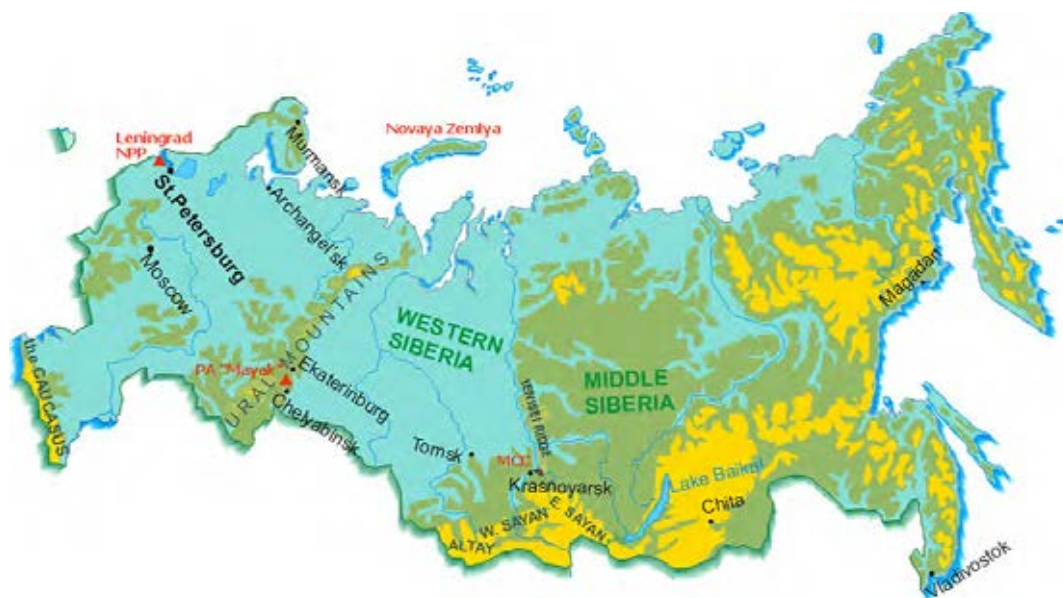 Leningrad
NPP
Novaya Zemlya
Murmansk
St.Petersburg
Archangel'sk
Moscow
Magadan
WESTERN
SIBERIA
MIDDLE
SIBERIA
the CAUCASUS
PA "Mayak"
URAL MOUNTAINS
Ekaterinburg
Chelyabinsk
YENISEI RIDGE
Tomsk
MCC
Krasnoyarsk
Lake Baikal
Chita
W. SAYAN
E. SAYAN
ALTAY
Vladivostok